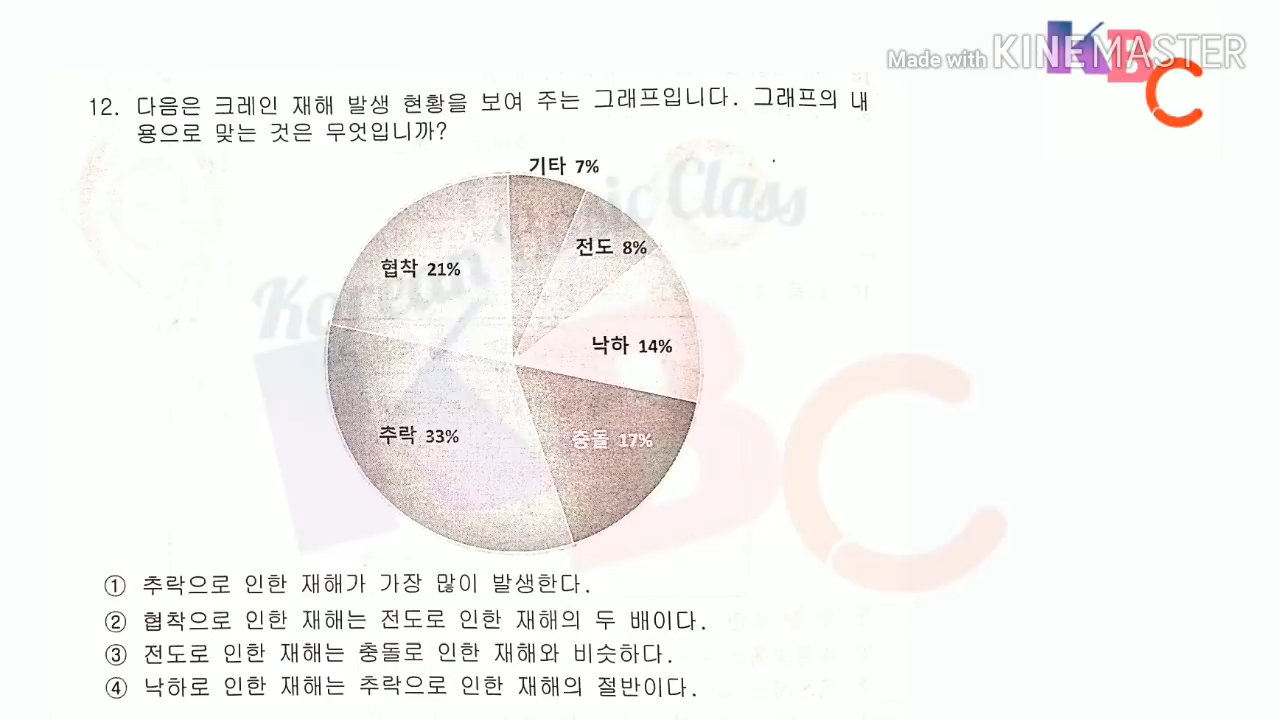 Made with KINEMASTER
KBC
12. 다음은 크레인 재해 발생 현황을 보여 주는 그래프입니다. 그래프의 내
용으로 맞는 것은 무엇입니까?
기타 7%
전도 8%
협착 21%
낙하 14%
추락 33%
충돌 17%
Korean Basic Class
KBC
① 추락으로 인한 재해가 가장 많이 발생한다.
② 협착으로 인한 재해는 전도로 인한 재해의 두 배이다.
③ 전도로 인한 재해는 충돌로 인한 재해와 비슷하다.
④ 낙하로 인한 재해는 추락으로 인한 재해의 절반이다.